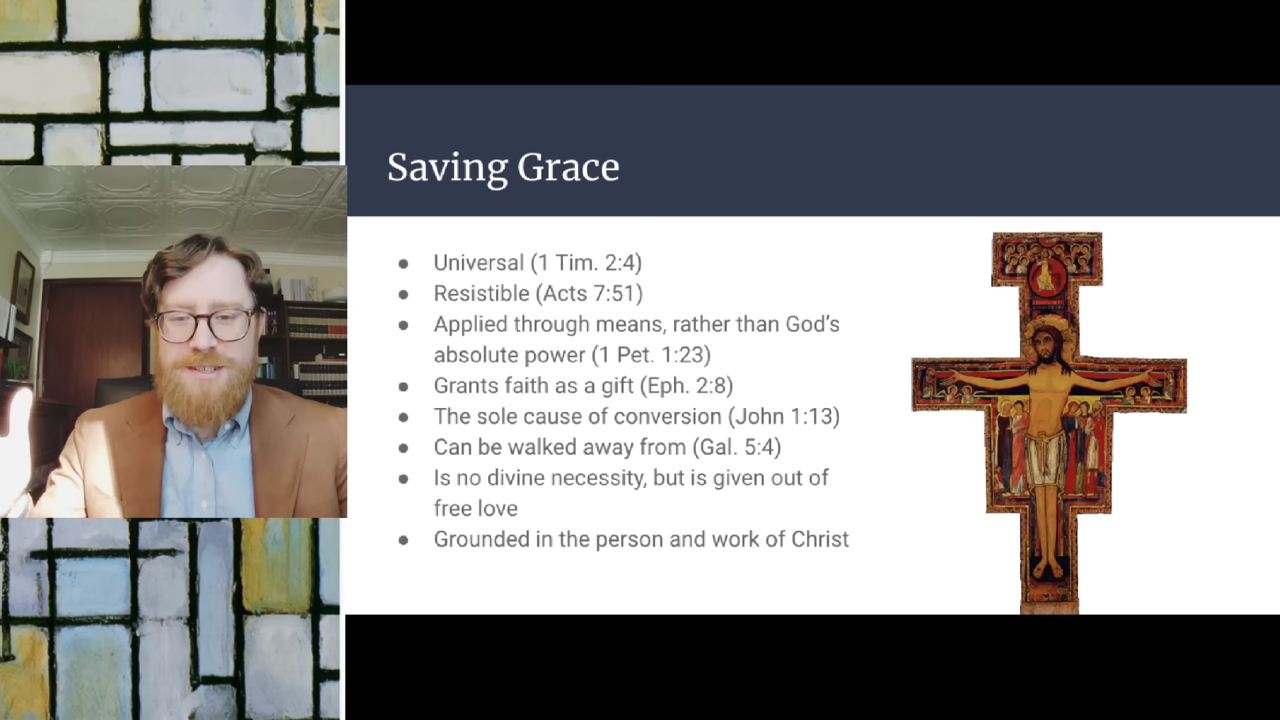 Saving Grace
● Universal (1 Tim. 2:4)
● Resistible (Acts 7:51)
● Applied through means, rather than God's
absolute power (1 Pet. 1:23)
● Grants faith as a gift (Eph. 2:8)
● The sole cause of conversion (John 1:13)
● Can be walked away from (Gal. 5:4)
● Is no divine necessity, but is given out of
free love
● Grounded in the person and work of Christ